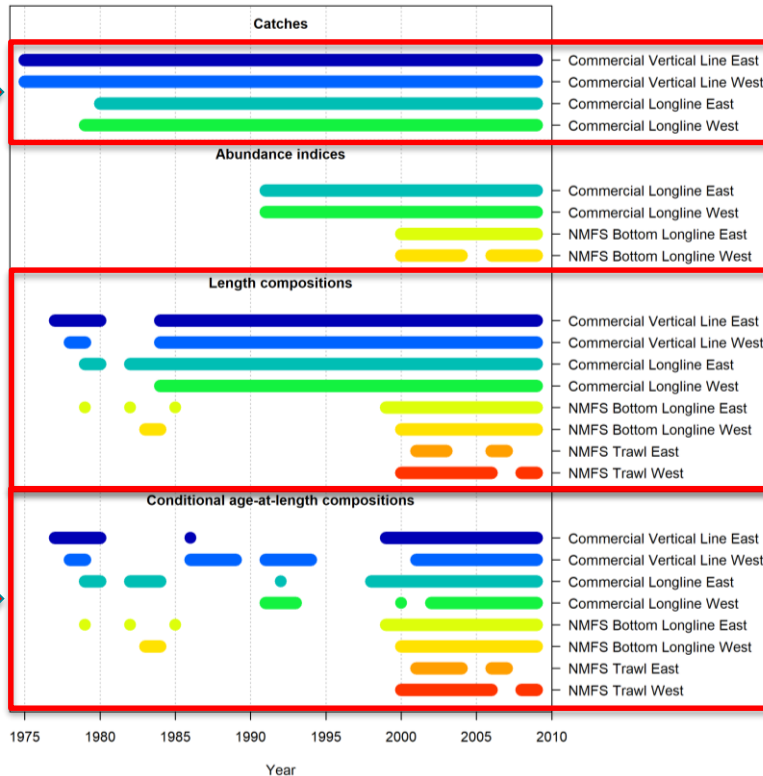 Catches
Commercial Vertical Line East
Commercial Vertical Line West
Commercial Longline East
Commercial Longline West
Abundance indices
Commercial Longline East
Commercial Longline West
NMFS Bottom Longline East
NMFS Bottom Longline West
Length compositions
Commercial Vertical Line East
Commercial Vertical Line West
Commercial Longline East
Commercial Longline West
NMFS Bottom Longline East
NMFS Bottom Longline West
NMFS Trawl East
NMFS Trawl West
Conditional age-at-length compositions
Commercial Vertical Line East
Commercial Vertical Line West
Commercial Longline East
Commercial Longline West
NMFS Bottom Longline East
NMFS Bottom Longline West
NMFS Trawl East
NMFS Trawl West
1975 1980 1985 1990 1995 2000 2005 2010
Year